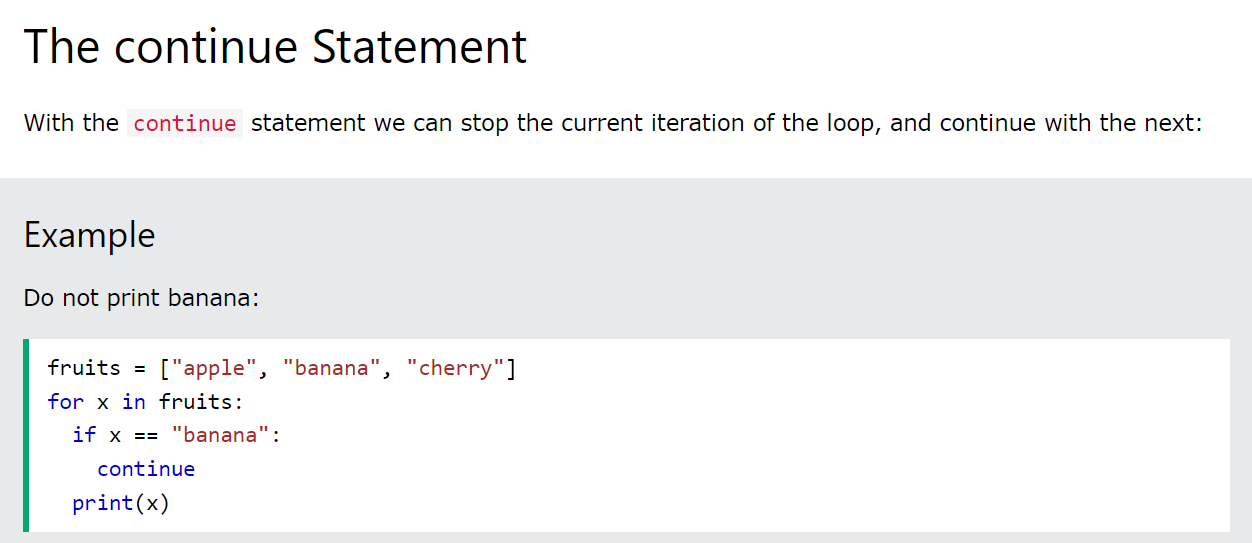 The continue Statement
With the continue statement we can stop the current iteration of the loop, and continue with the next:
Example
Do not print banana:
fruits = ["apple", "banana", "cherry"]
for x in fruits:
  if x == "banana":
    continue
  print(x)